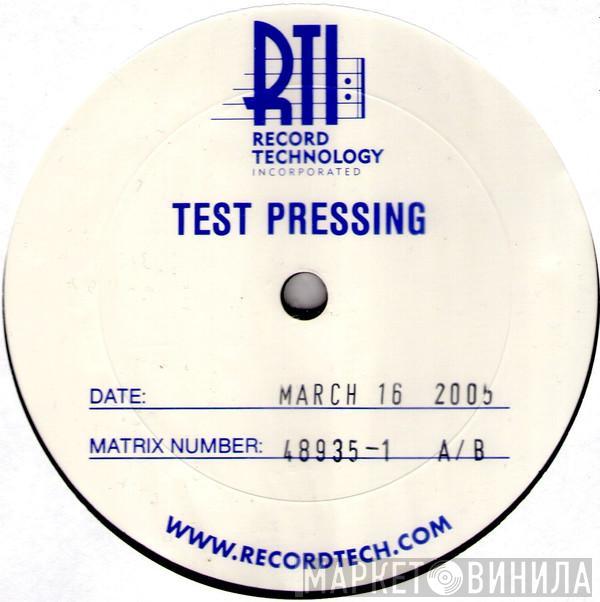 RTI
RECORD
TECHNOLOGY
INCORPORATED
TEST PRESSING
DATE: MARCH 16 2005
MATRIX NUMBER: 48935-1 A/B
WWW.RECORDTECH.COM
МАРКЕТ ВИНИЛА